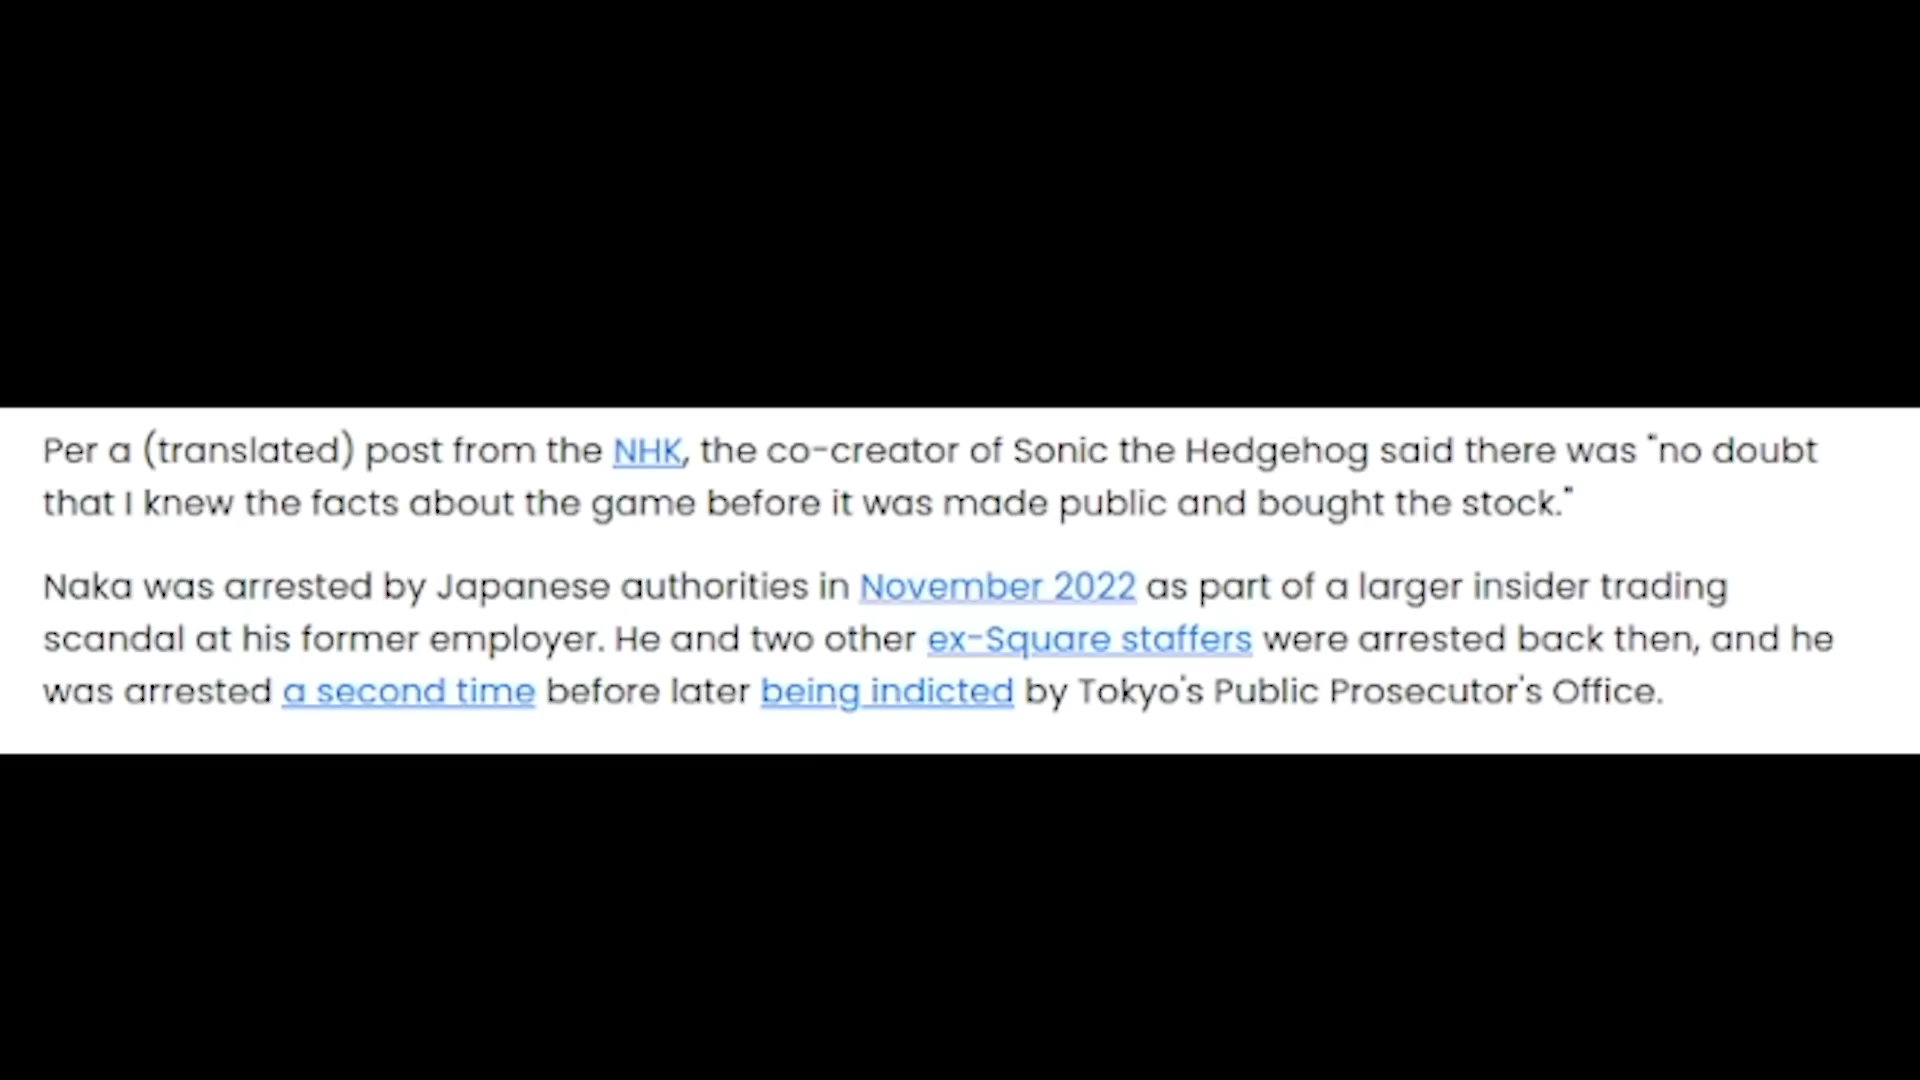 Per a (translated) post from the NHK, the co-creator of Sonic the Hedgehog said there was "no doubt
that I knew the facts about the game before it was made public and bought the stock."
Naka was arrested by Japanese authorities in November 2022 as part of a larger insider trading
scandal at his former employer. He and two other ex-Square staffers were arrested back then, and he
was arrested a second time before later being indicted by Tokyo's Public Prosecutor's Office.